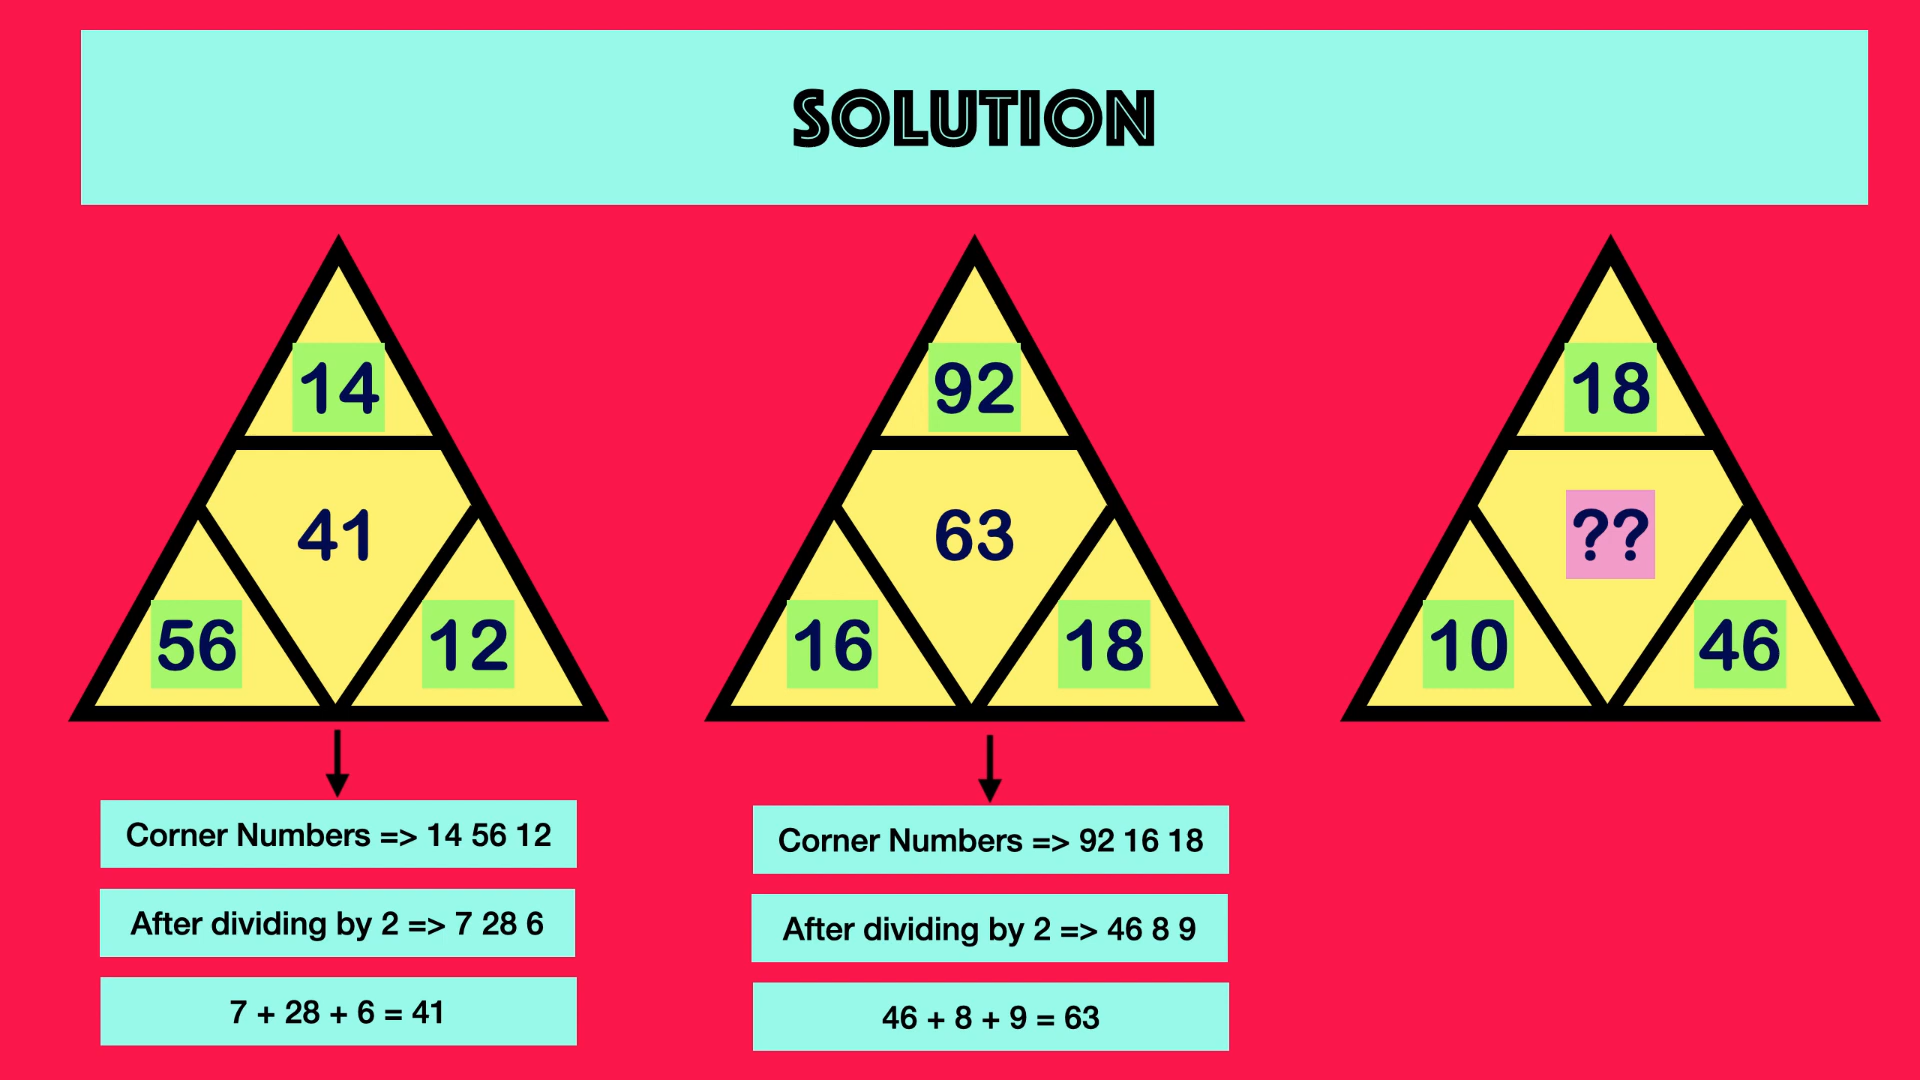 SOLUTION
14
41
56 12
92
63
16 18
18
??
10 46
Corner Numbers => 14 56 12
After dividing by 2 => 7 28 6
7 + 28 + 6 = 41
Corner Numbers => 92 16 18
After dividing by 2 => 46 8 9
46 + 8 + 9 = 63